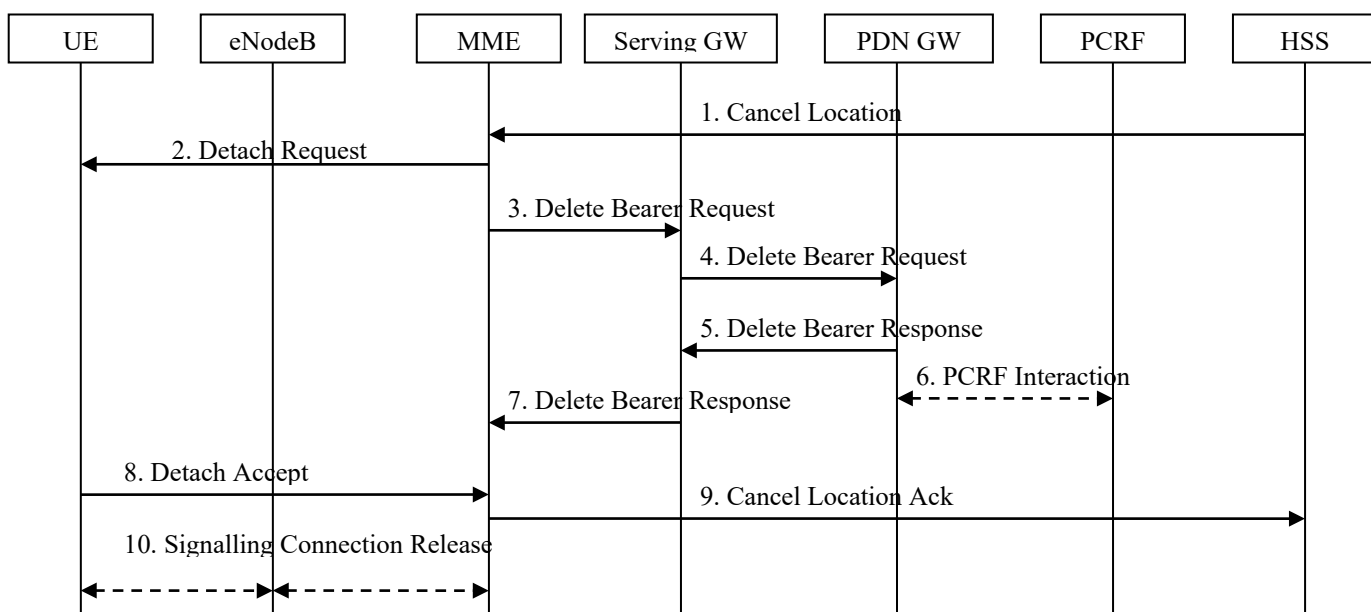 UE
eNodeB
MME
Serving GW
PDN GW
PCRF
HSS
1. Cancel Location
2. Detach Request
3. Delete Bearer Request
4. Delete Bearer Request
5. Delete Bearer Response
6. PCRF Interaction
7. Delete Bearer Response
8. Detach Accept
9. Cancel Location Ack
10. Signalling Connection Release